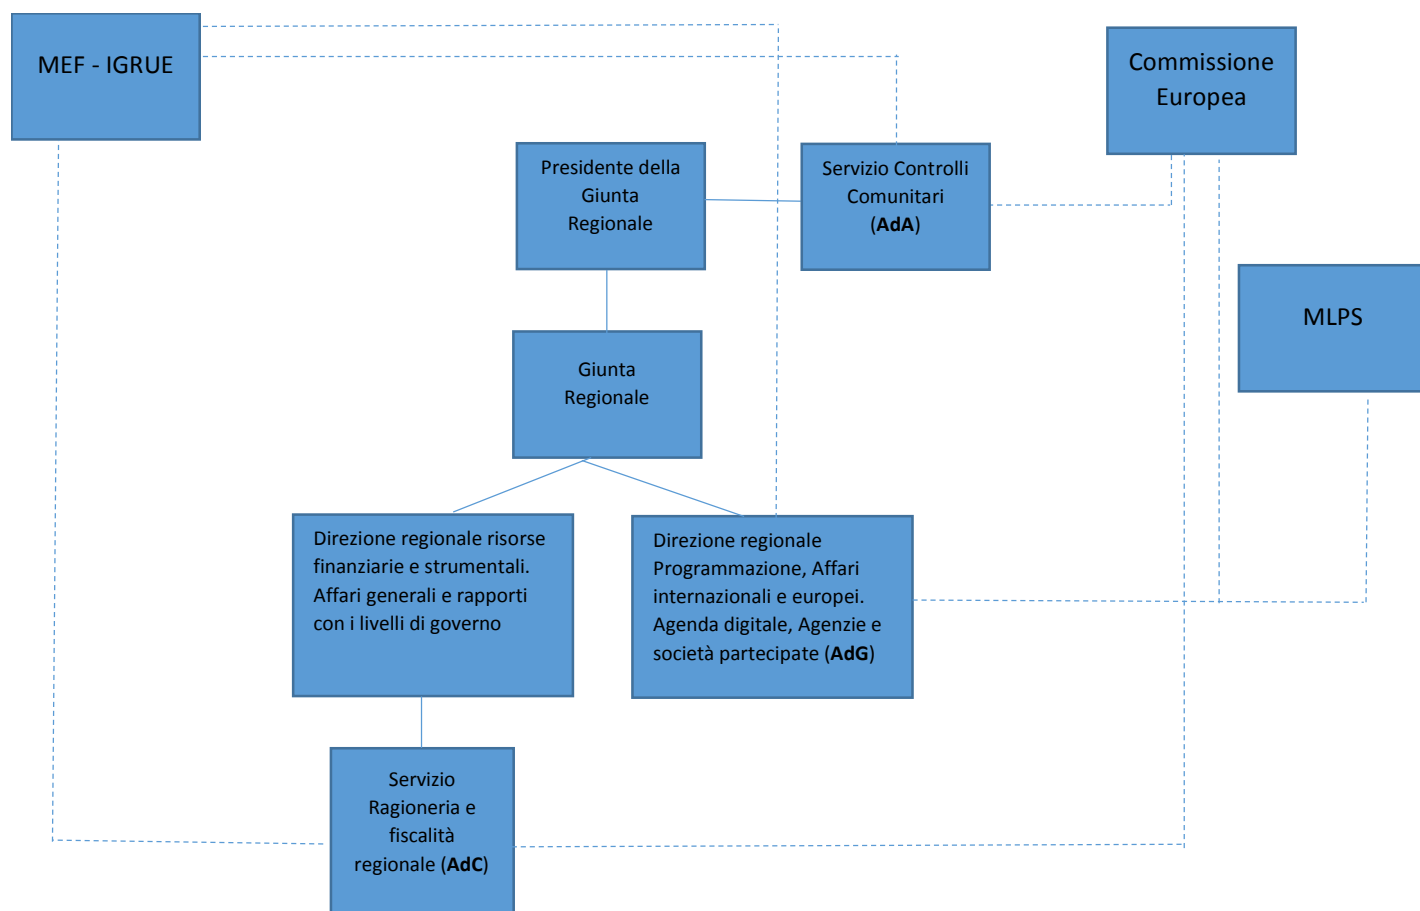 MEF - IGRUE
Commissione
Europea
Presidente della
Giunta
Regionale
Servizio Controlli
Comunitari
(AdA)
MLPS
Giunta
Regionale
Direzione regionale risorse
finanziarie e strumentali.
Affari generali e rapporti
con i livelli di governo
Direzione regionale
Programmazione, Affari
internazionali e europei.
Agenda digitale, Agenzie e
società partecipate (AdG)
Servizio
Ragioneria e
fiscalità
regionale (AdC)